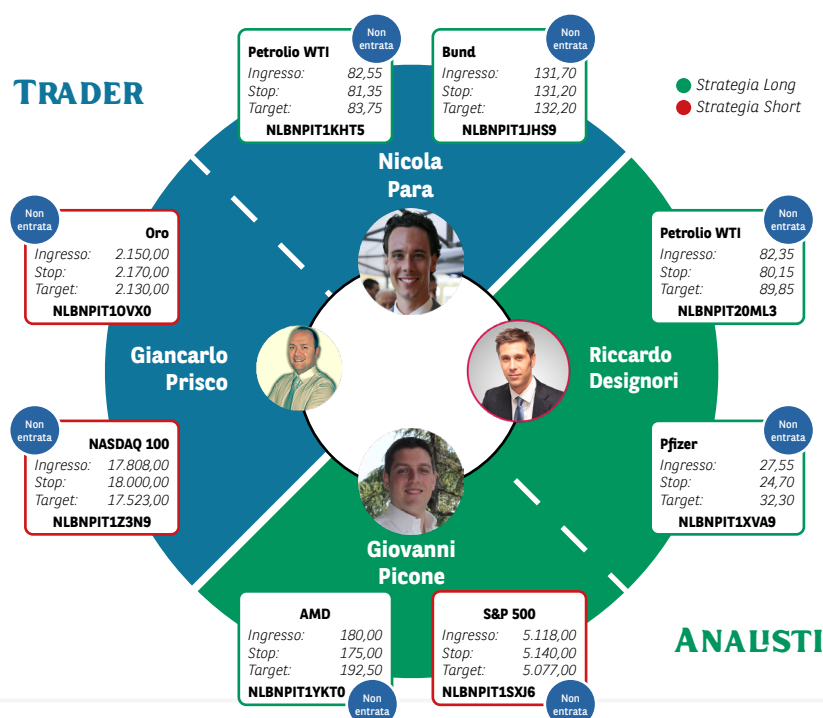 TRADER
Non
entrata
Petrolio WTI
Ingresso: 82,55
Stop: 81,35
Target: 83,75
NLBNPIT1KHT5
Non
entrata
Bund
Ingresso: 131,70
Stop: 131,20
Target: 132,20
NLBNPIT1JHS9
Strategia Long
Strategia Short
Nicola
Para
Non
entrata
Oro
Ingresso: 2.150,00
Stop: 2.170,00
Target: 2.130,00
NLBNPIT1OVX0
Non
entrata
Petrolio WTI
Ingresso: 82,35
Stop: 80,15
Target: 89,85
NLBNPIT20ML3
Giancarlo
Prisco
Riccardo
Designori
Non
entrata
NASDAQ 100
Ingresso: 17.808,00
Stop: 18.000,00
Target: 17.523,00
NLBNPIT1Z3N9
Non
entrata
Pfizer
Ingresso: 27,55
Stop: 24,70
Target: 32,30
NLBNPIT1XVA9
Giovanni
Picone
AMD
Ingresso: 180,00
Stop: 175,00
Target: 192,50
NLBNPIT1YKT0
Non
entrata
S&P 500
Ingresso: 5.118,00
Stop: 5.140,00
Target: 5.077,00
NLBNPIT1SXJ6
Non
entrata
ANALISTI